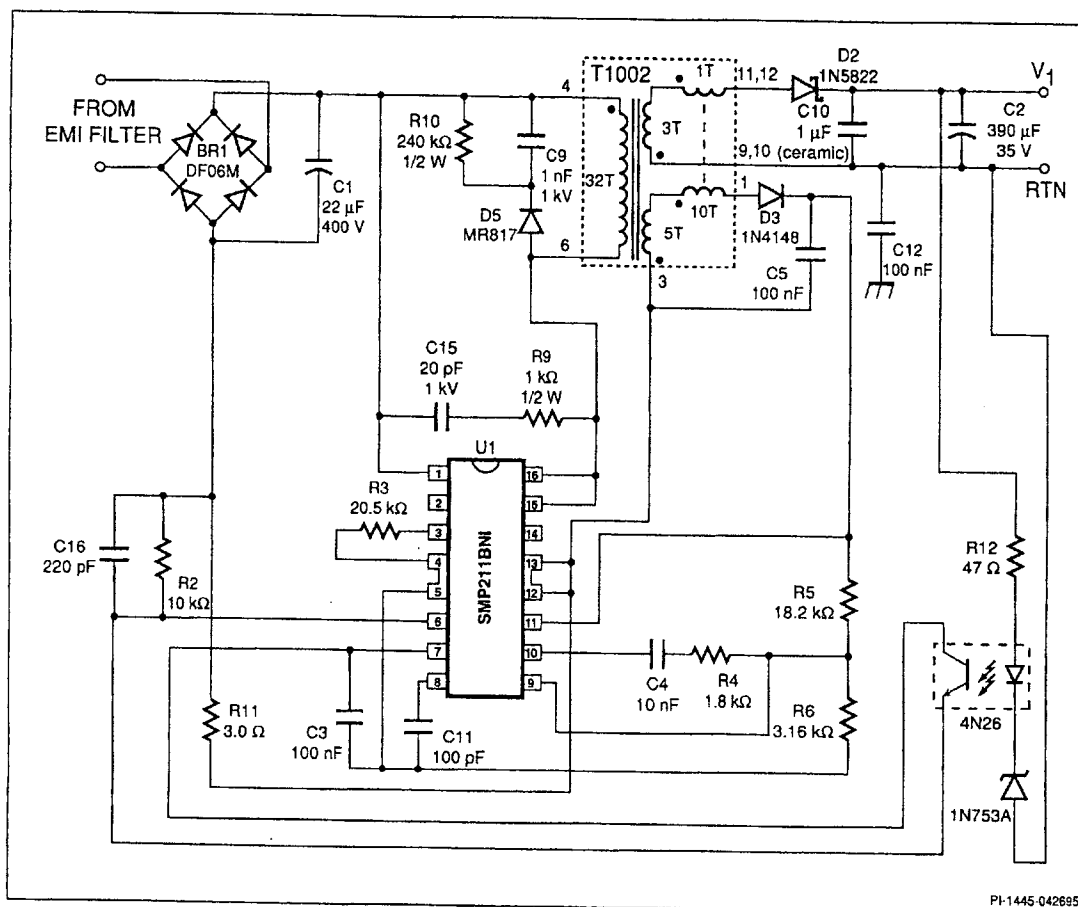 T1002
1T
11,12
D2
1N5822
V1
4
C10
1 µF
(ceramic)
C2
390 µF
35 V
FROM
EMI FILTER
BR1
DF06M
C1
22 µF
400 V
R10
240 kΩ
1/2 W
C9
1 nF
1 kV
3T
32T
9,10
RTN
D5
MR817
6
10T
5T
1
D3
1N4148
3
C5
100 nF
C12
100 nF
C15
20 pF
1 kV
R9
1 kΩ
1/2 W
U1
SMP211BNI
1
2
3
4
5
6
7
8
16
15
14
13
12
11
10
9
R3
20.5 kΩ
C16
220 pF
R2
10 kΩ
R12
47 Ω
R5
18.2 kΩ
C4
10 nF
R4
1.8 kΩ
R6
3.16 kΩ
4N26
R11
3.0 Ω
C3
100 nF
C11
100 pF
1N753A
PI-1445-042695